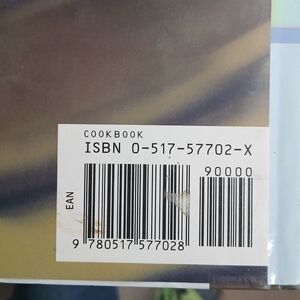 COOKBOOK
ISBN 0-517-57702-X
90000
EAN
9 780517 577028